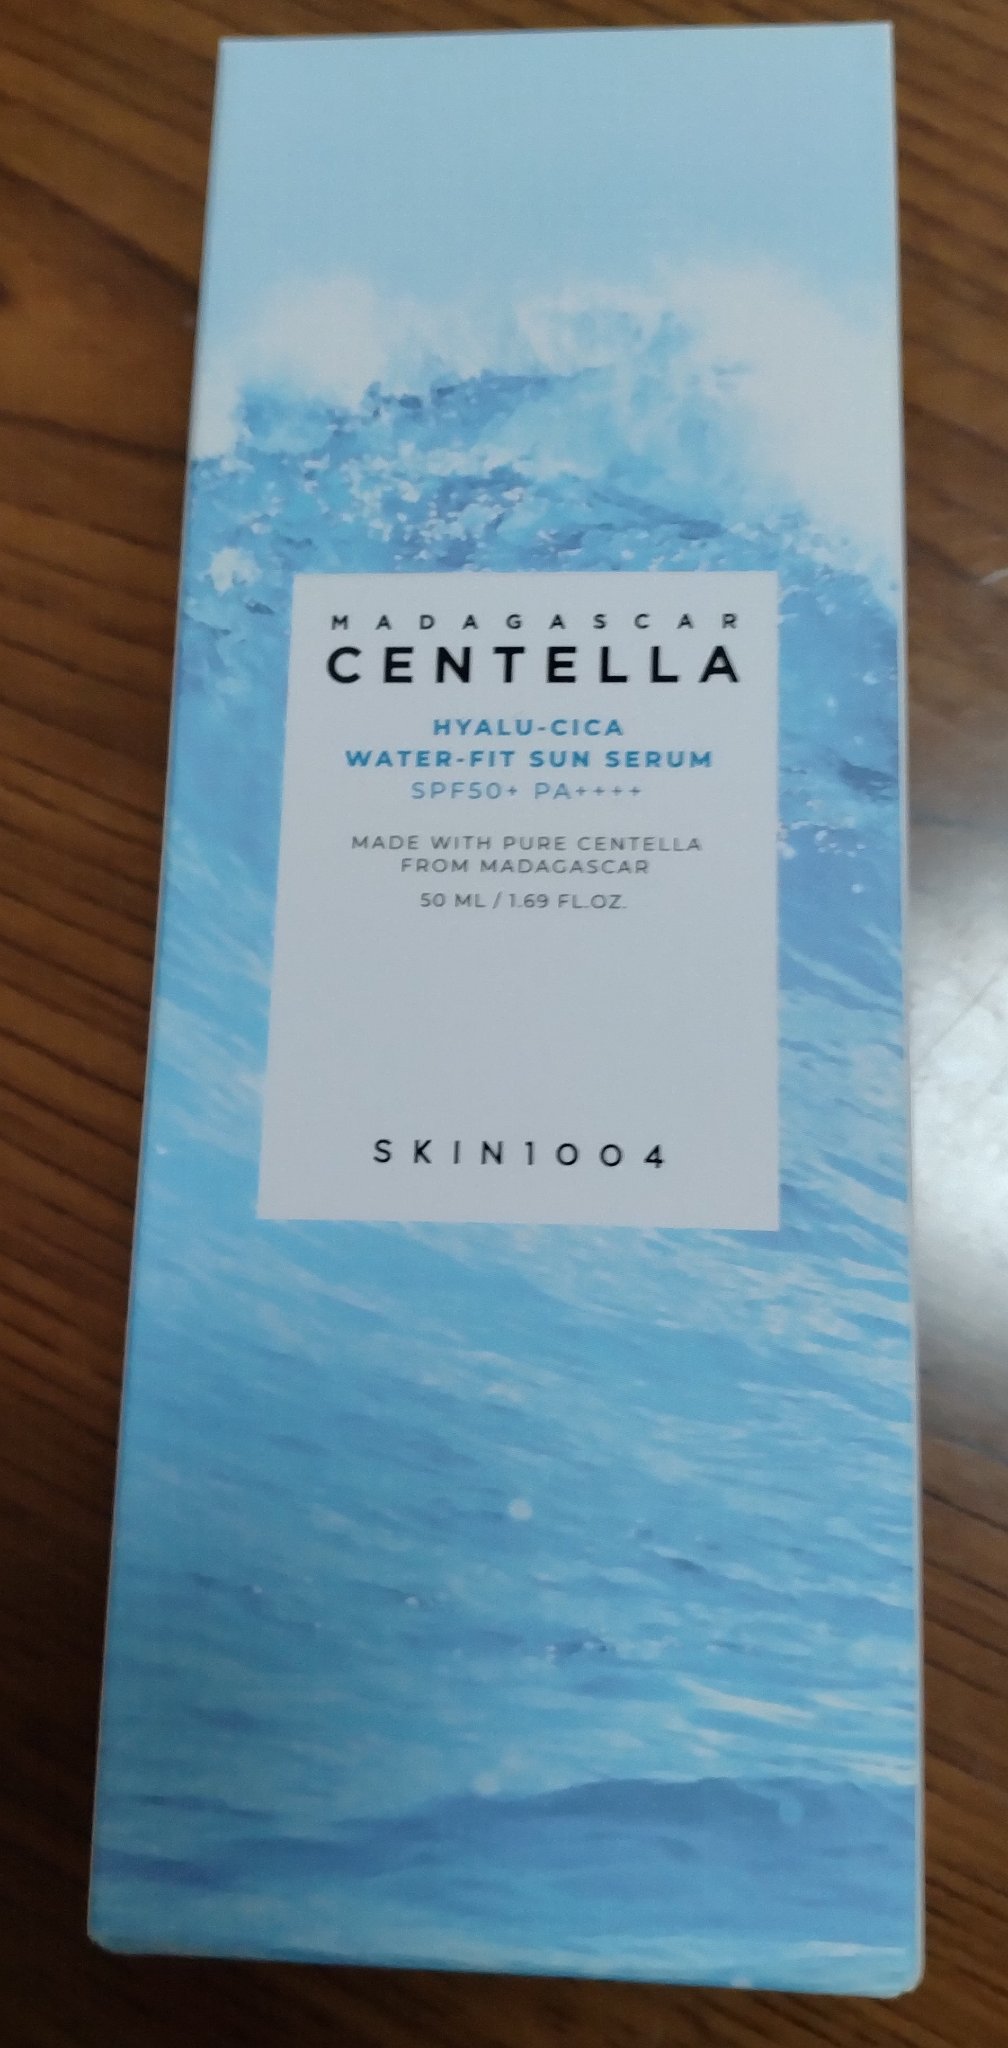 MADAGASCAR
CENTELLA
HYALU-CICA
WATER-FIT SUN SERUM
SPF50+ PA++++
MADE WITH PURE CENTELLA
FROM MADAGASCAR
50 ML / 1.69 FL.OZ.
SKIN1004